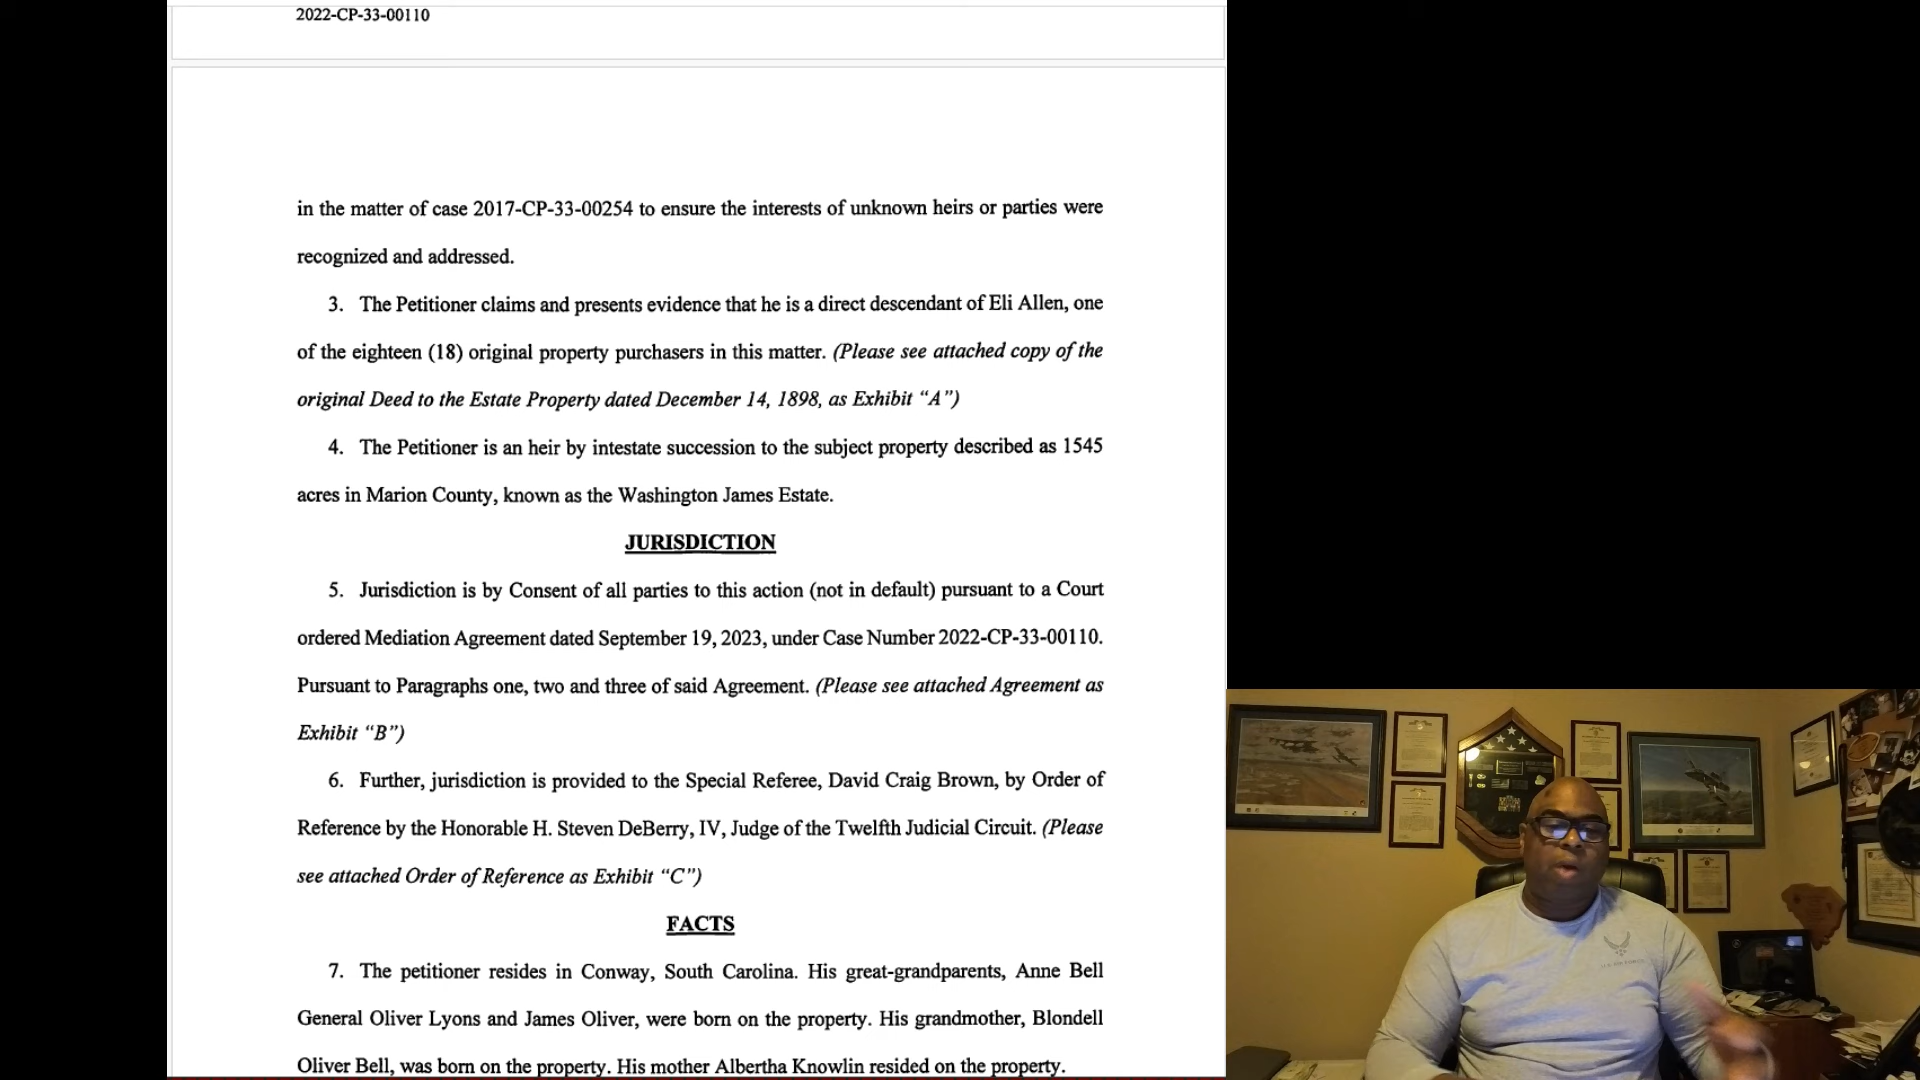 2022-CP-33-00110
in the matter of case 2017-CP-33-00254 to ensure the interests of unknown heirs or parties were
recognized and addressed.
3. The Petitioner claims and presents evidence that he is a direct descendant of Eli Allen, one
of the eighteen (18) original property purchasers in this matter. (Please see attached copy of the
original Deed to the Estate Property dated December 14, 1898, as Exhibit “A”)
4. The Petitioner is an heir by intestate succession to the subject property described as 1545
acres in Marion County, known as the Washington James Estate.
JURISDICTION
5. Jurisdiction is by Consent of all parties to this action (not in default) pursuant to a Court
ordered Mediation Agreement dated September 19, 2023, under Case Number 2022-CP-33-00110.
Pursuant to Paragraphs one, two and three of said Agreement. (Please see attached Agreement as
Exhibit “B”)
6. Further, jurisdiction is provided to the Special Referee, David Craig Brown, by Order of
Reference by the Honorable H. Steven DeBerry, IV, Judge of the Twelfth Judicial Circuit. (Please
see attached Order of Reference as Exhibit “C”)
FACTS
7. The petitioner resides in Conway, South Carolina. His great-grandparents, Anne Bell
General Oliver Lyons and James Oliver, were born on the property. His grandmother, Blondell
Oliver Bell, was born on the property. His mother Albertha Knowlin resided on the property.